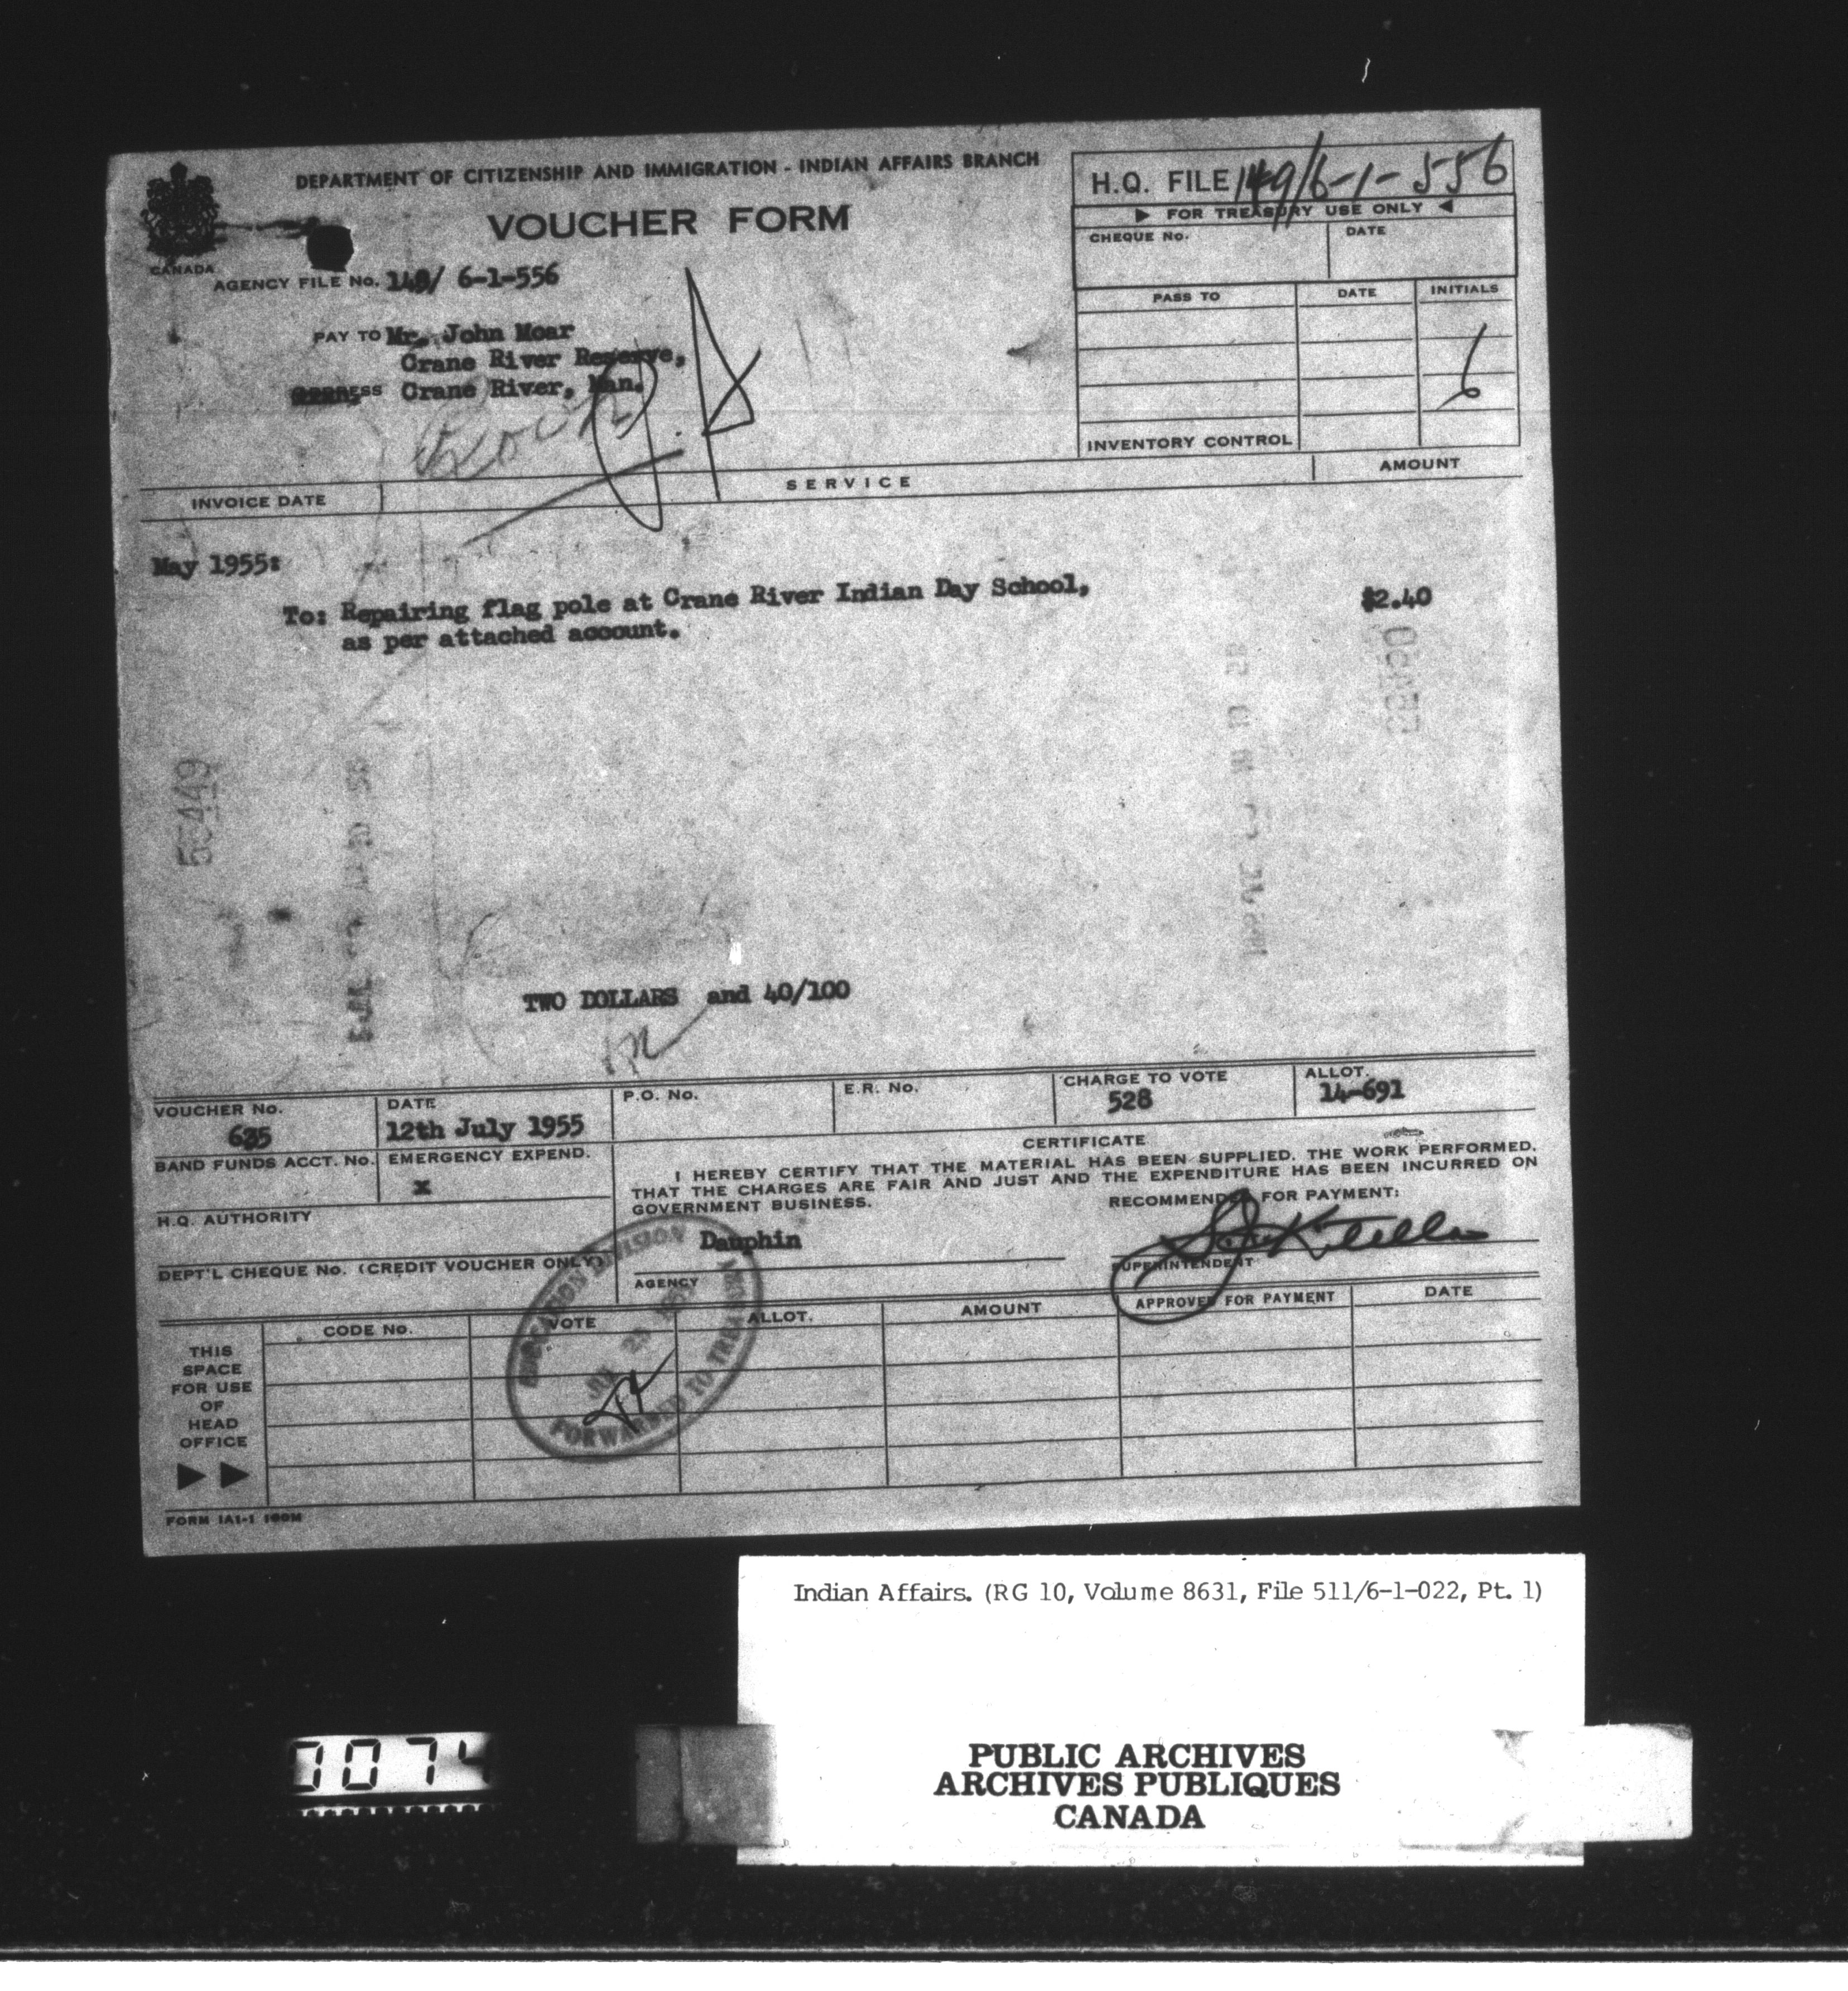 DEPARTMENT OF CITIZENSHIP AND IMMIGRATION - INDIAN AFFAIRS BRANCH
VOUCHER FORM
CANADA
H.Q. FILE 149/6-1-556
FOR TREASURY USE ONLY
CHEQUE No. DATE
PASS TO DATE INITIALS
INVENTORY CONTROL
AGENCY FILE No. 149/ 6-1-556
PAY TO Mr. John Moar
Crane River Reserve,
Crane River, Man.
INVOICE DATE SERVICE AMOUNT
May 1955:
To: Repairing flag pole at Crane River Indian Day School, $2.40
as per attached account.
55449
TWO DOLLARS and 40/100
VOUCHER No. DATE P.O. No. E.R. No. CHARGE TO VOTE ALLOT.
635 12th July 1955 528 14-691
BAND FUNDS ACCT. No. EMERGENCY EXPEND.
x
H.Q. AUTHORITY
DEPT'L CHEQUE No. (CREDIT VOUCHER ONLY)
CERTIFICATE
I HEREBY CERTIFY THAT THE MATERIAL HAS BEEN SUPPLIED, THE WORK PERFORMED,
THAT THE CHARGES ARE FAIR AND JUST AND THE EXPENDITURE HAS BEEN INCURRED ON
GOVERNMENT BUSINESS.
RECOMMENDED FOR PAYMENT:
Dauphin
AGENCY
SUPERINTENDENT
EDUCATION DIVISION
FORWARDED TO TREASURY
CODE No. VOTE ALLOT. AMOUNT APPROVED FOR PAYMENT DATE
THIS
SPACE
FOR USE
OF
HEAD
OFFICE
FORM IA1-1 100M
Indian Affairs. (RG 10, Volume 8631, File 511/6-1-022, Pt. 1)
0074
PUBLIC ARCHIVES
ARCHIVES PUBLIQUES
CANADA